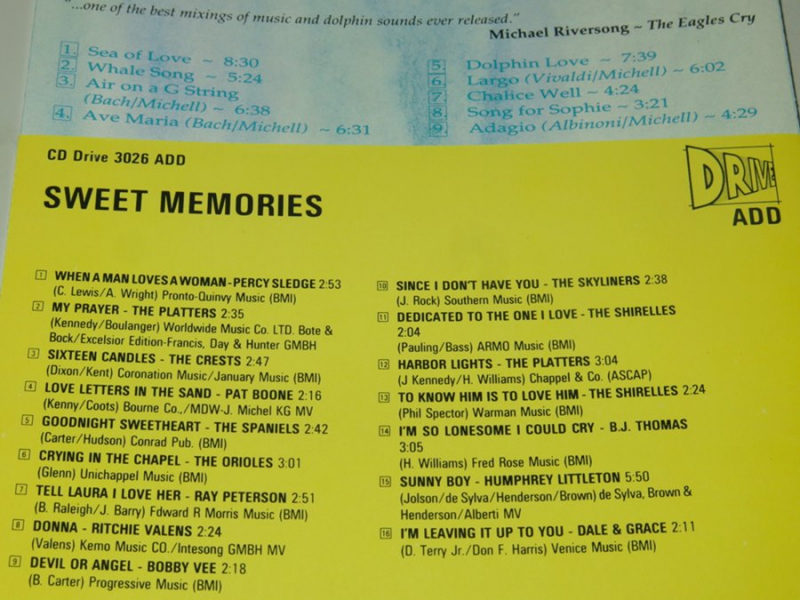 "...one of the best mixings of music and dolphin sounds ever released."
Michael Riversong ~ The Eagles Cry
1. Sea of Love ~ 8:30
2. Whale Song ~ 5:24
3. Air on a G String
(Bach/Michell) ~ 6:38
4. Ave Maria (Bach/Michell) ~ 6:31
5. Dolphin Love ~ 7:39
6. Largo (Vivaldi/Michell) ~ 6:02
7. Chalice Well ~ 4:24
8. Song for Sophie ~ 3:21
9. Adagio (Albinoni/Michell) ~ 4:29
CD Drive 3026 ADD
DRIVE
ADD
SWEET MEMORIES
1 WHEN A MAN LOVES A WOMAN - PERCY SLEDGE 2:53
(C. Lewis/A. Wright) Pronto-Quinvy Music (BMI)
2 MY PRAYER - THE PLATTERS 2:35
(Kennedy/Boulanger) Worldwide Music Co. LTD. Bote &
Bock/Excelsior Edition-Francis, Day & Hunter GMBH
3 SIXTEEN CANDLES - THE CRESTS 2:47
(Dixon/Kent) Coronation Music/January Music (BMI)
4 LOVE LETTERS IN THE SAND - PAT BOONE 2:16
(Kenny/Coots) Bourne Co.,/MDW-J. Michel KG MV
5 GOODNIGHT SWEETHEART - THE SPANIELS 2:42
(Carter/Hudson) Conrad Pub. (BMI)
6 CRYING IN THE CHAPEL - THE ORIOLES 3:01
(Glenn) Unichappel Music (BMI)
7 TELL LAURA I LOVE HER - RAY PETERSON 2:51
(B. Raleigh/J. Barry) Fdward R Morris Music (BMI)
8 DONNA - RITCHIE VALENS 2:24
(Valens) Kemo Music CO./Intesong GMBH MV
9 DEVIL OR ANGEL - BOBBY VEE 2:18
(B. Carter) Progressive Music (BMI)
10 SINCE I DON'T HAVE YOU - THE SKYLINERS 2:38
(J. Rock) Southern Music (BMI)
11 DEDICATED TO THE ONE I LOVE - THE SHIRELLES
2:04
(Pauling/Bass) ARMO Music (BMI)
12 HARBOR LIGHTS - THE PLATTERS 3:04
(J Kennedy/H. Williams) Chappel & Co. (ASCAP)
13 TO KNOW HIM IS TO LOVE HIM - THE SHIRELLES 2:24
(Phil Spector) Warman Music (BMI)
14 I'M SO LONESOME I COULD CRY - B.J. THOMAS
3:05
(H. Williams) Fred Rose Music (BMI)
15 SUNNY BOY - HUMPHREY LITTLETON 5:50
(Jolson/de Sylva/Henderson/Brown) de Sylva, Brown &
Henderson/Alberti MV
16 I'M LEAVING IT UP TO YOU - DALE & GRACE 2:11
(D. Terry Jr./Don F. Harris) Venice Music (BMI)